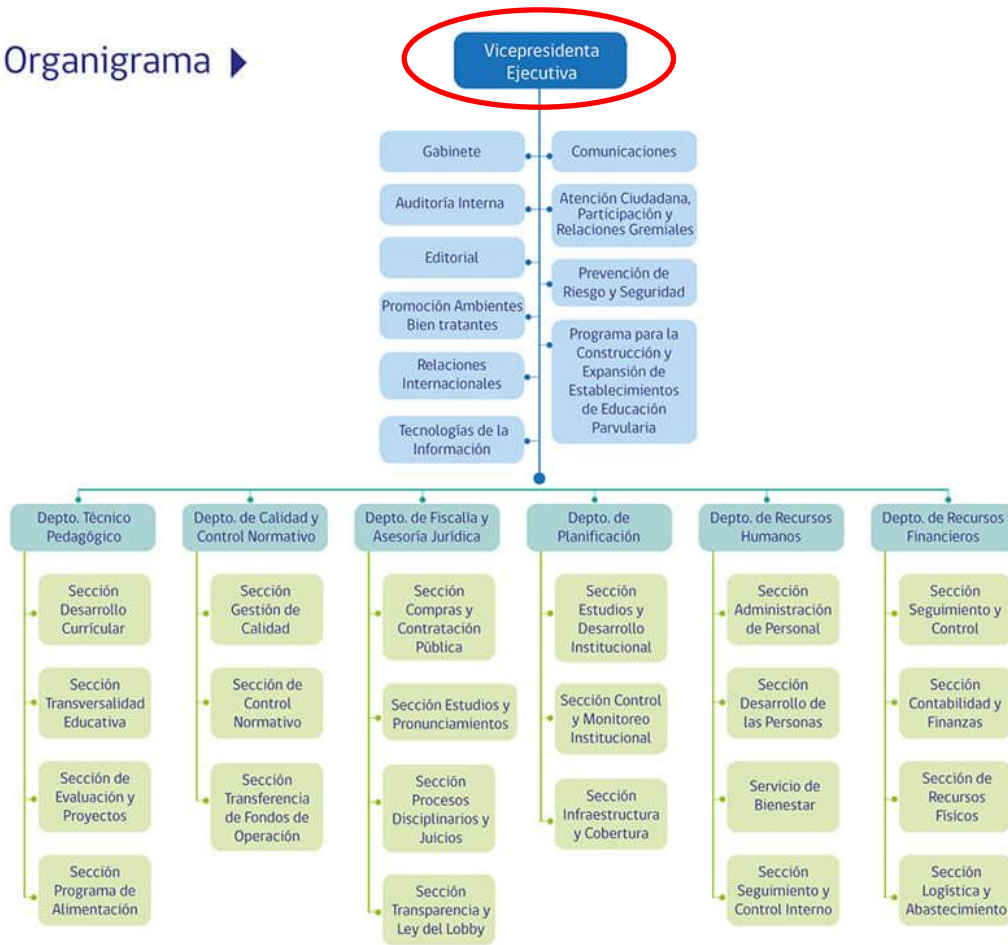 Organigrama
Vicepresidenta
Ejecutiva
Gabinete
Comunicaciones
Auditoría Interna
Atención Ciudadana,
Participación y
Relaciones Gremiales
Editorial
Prevención de
Riesgo y Seguridad
Promoción Ambientes
Bien tratantes
Programa para la
Construcción y
Expansión de
Establecimientos
de Educación
Parvularia
Relaciones
Internacionales
Tecnologías de la
Información
Depto. Técnico
Pedagógico
Depto. de Calidad y
Control Normativo
Depto. de Fiscalía y
Asesoría Jurídica
Depto. de
Planificación
Depto. de Recursos
Humanos
Depto. de Recursos
Financieros
Sección
Desarrollo
Currícular
Sección
Gestión de
Calidad
Sección
Compras y
Contratación
Pública
Sección
Estudios y
Desarrollo
Institucional
Sección
Administración
de Personal
Sección
Seguimiento y
Control
Sección
Transversalidad
Educativa
Sección de
Control
Normativo
Sección Estudios y
Pronunciamientos
Sección Control
y Monitoreo
Institucional
Sección
Desarrollo de
las Personas
Sección
Contabilidad y
Finanzas
Sección de
Evaluación y
Proyectos
Sección
Transferencia
de Fondos de
Operación
Sección
Procesos
Disciplinarios y
Juicios
Sección
Infraestructura
y Cobertura
Servicio de
Bienestar
Sección de
Recursos
Físicos
Sección
Programa de
Alimentación
Sección
Transparencia y
Ley del Lobby
Sección
Seguimiento y
Control Interno
Sección
Logística y
Abastecimiento